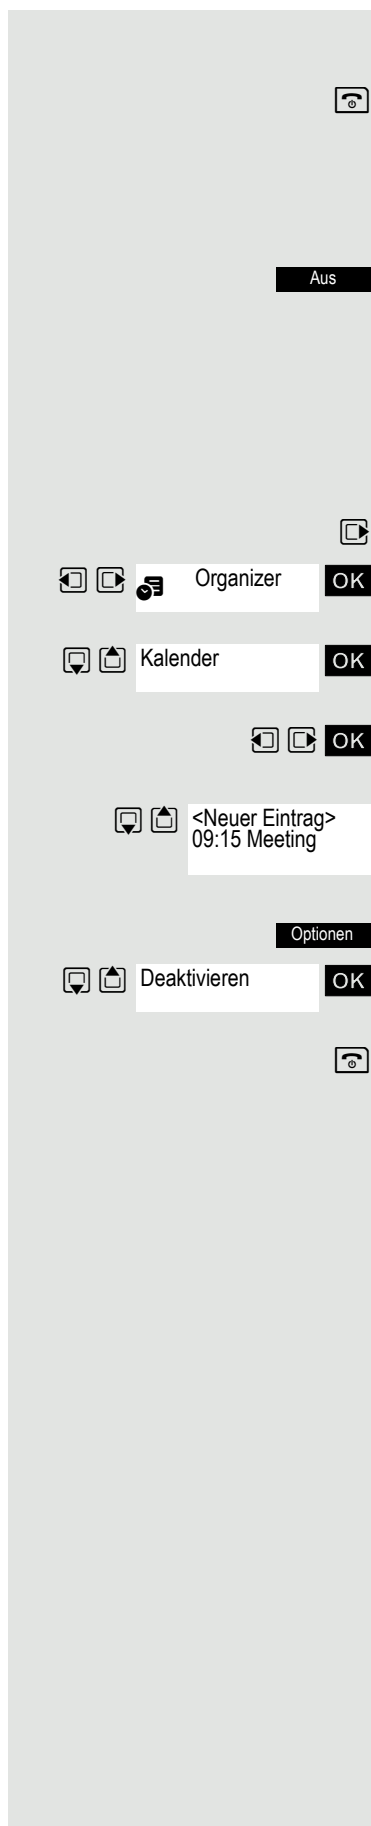 Aus
Organizer OK
Kalender OK
OK
<Neuer Eintrag>
09:15 Meeting
Optionen
Deaktivieren OK